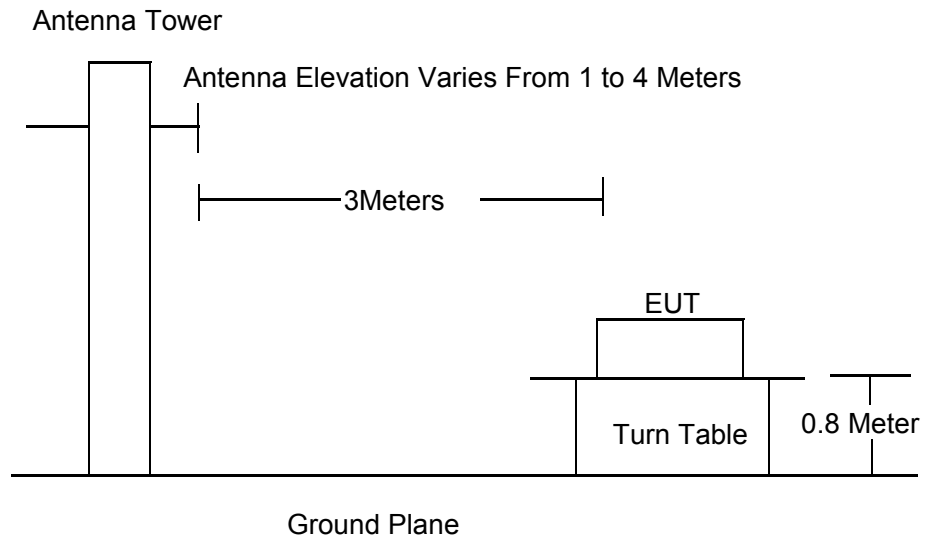 Antenna Tower
Antenna Elevation Varies From 1 to 4 Meters
3Meters
EUT
Turn Table
0.8 Meter
Ground Plane